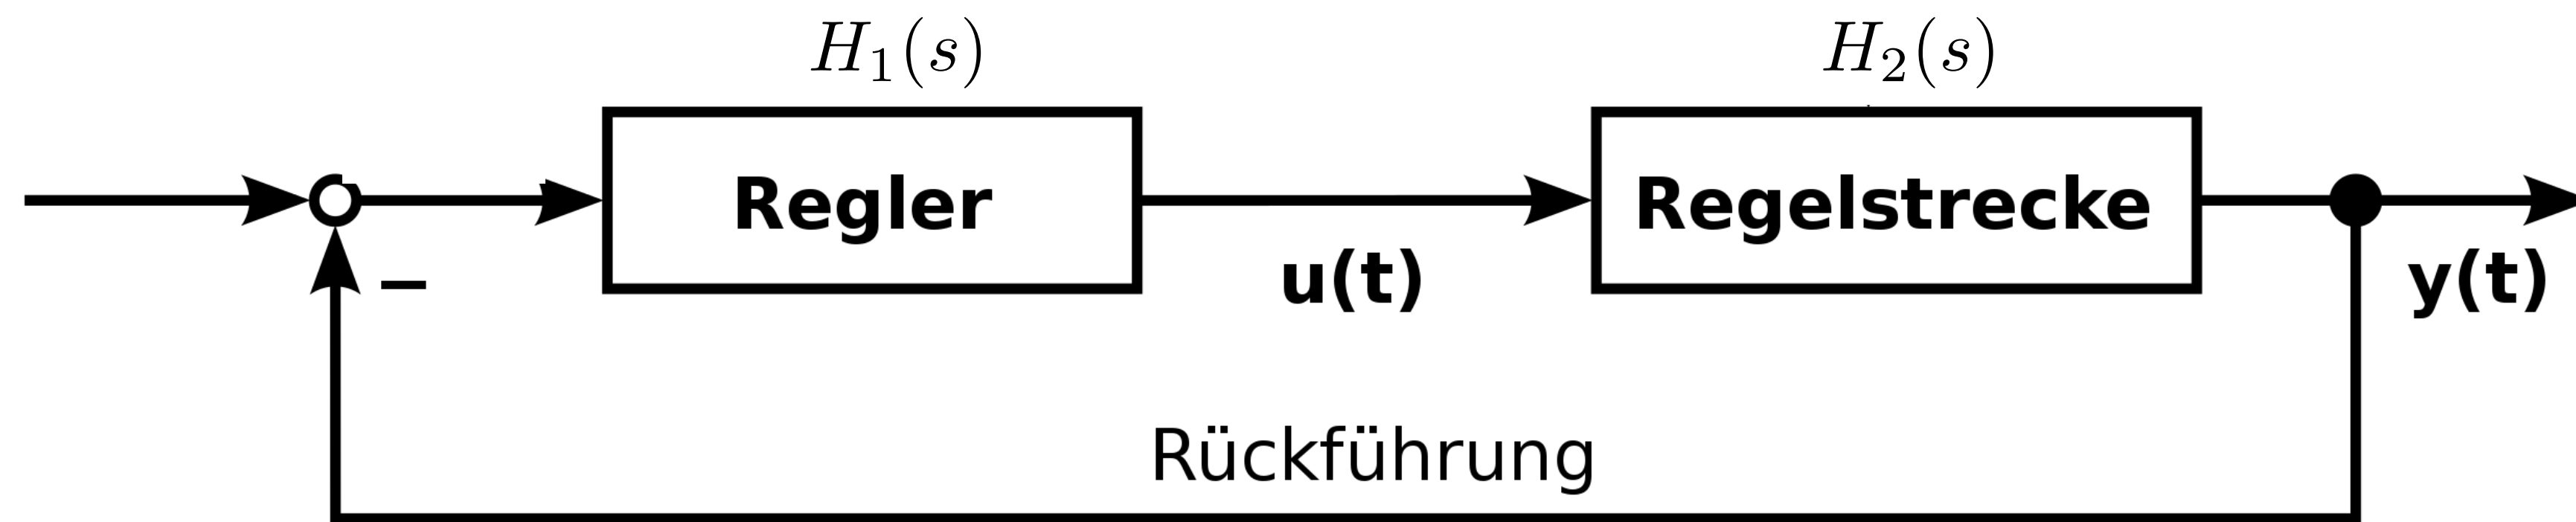 H₁(s)
H₂(s)
Regler
Regelstrecke
–
u(t)
y(t)
Rückführung